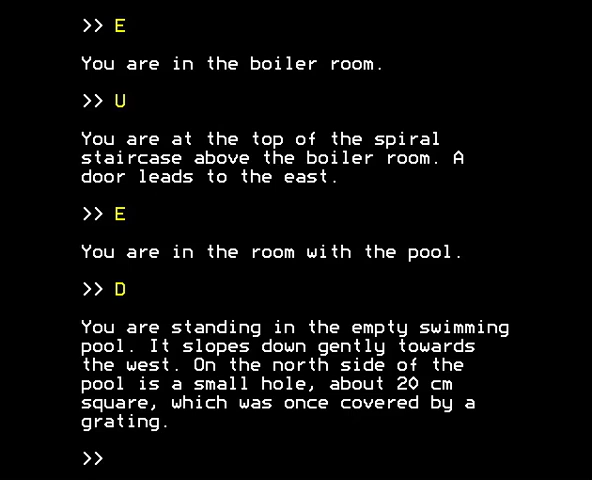 >> E
You are in the boiler room.
>> U
You are at the top of the spiral
staircase above the boiler room. A
door leads to the east.
>> E
You are in the room with the pool.
>> D
You are standing in the empty swimming
pool. It slopes down gently towards
the west. On the north side of the
pool is a small hole, about 20 cm
square, which was once covered by a
grating.
>>